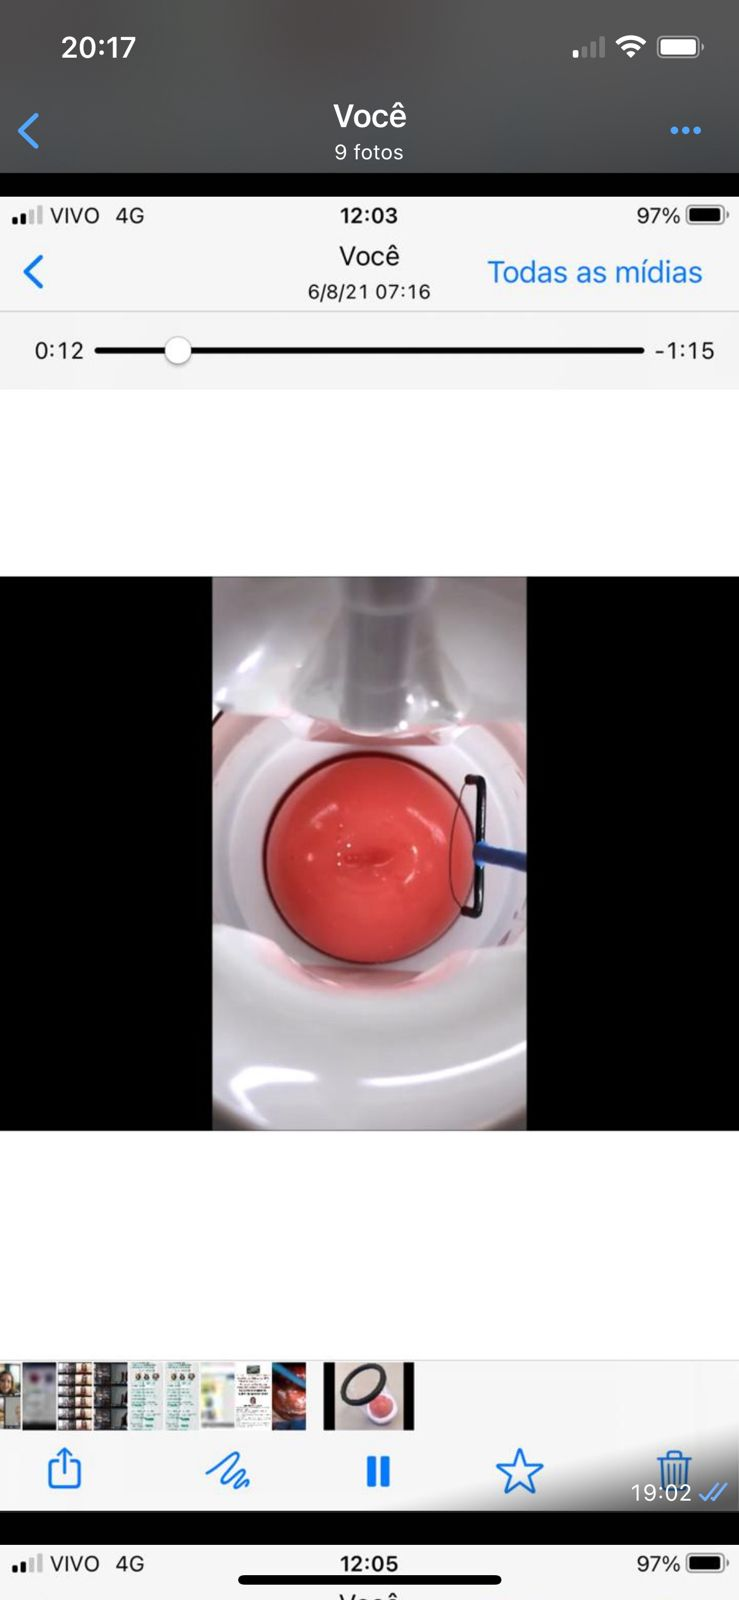 20:17
Você
9 fotos
VIVO 4G 12:03 97%
Você
Todas as mídias
6/8/21 07:16
0:12 -1:15
19:02
VIVO 4G 12:05 97%